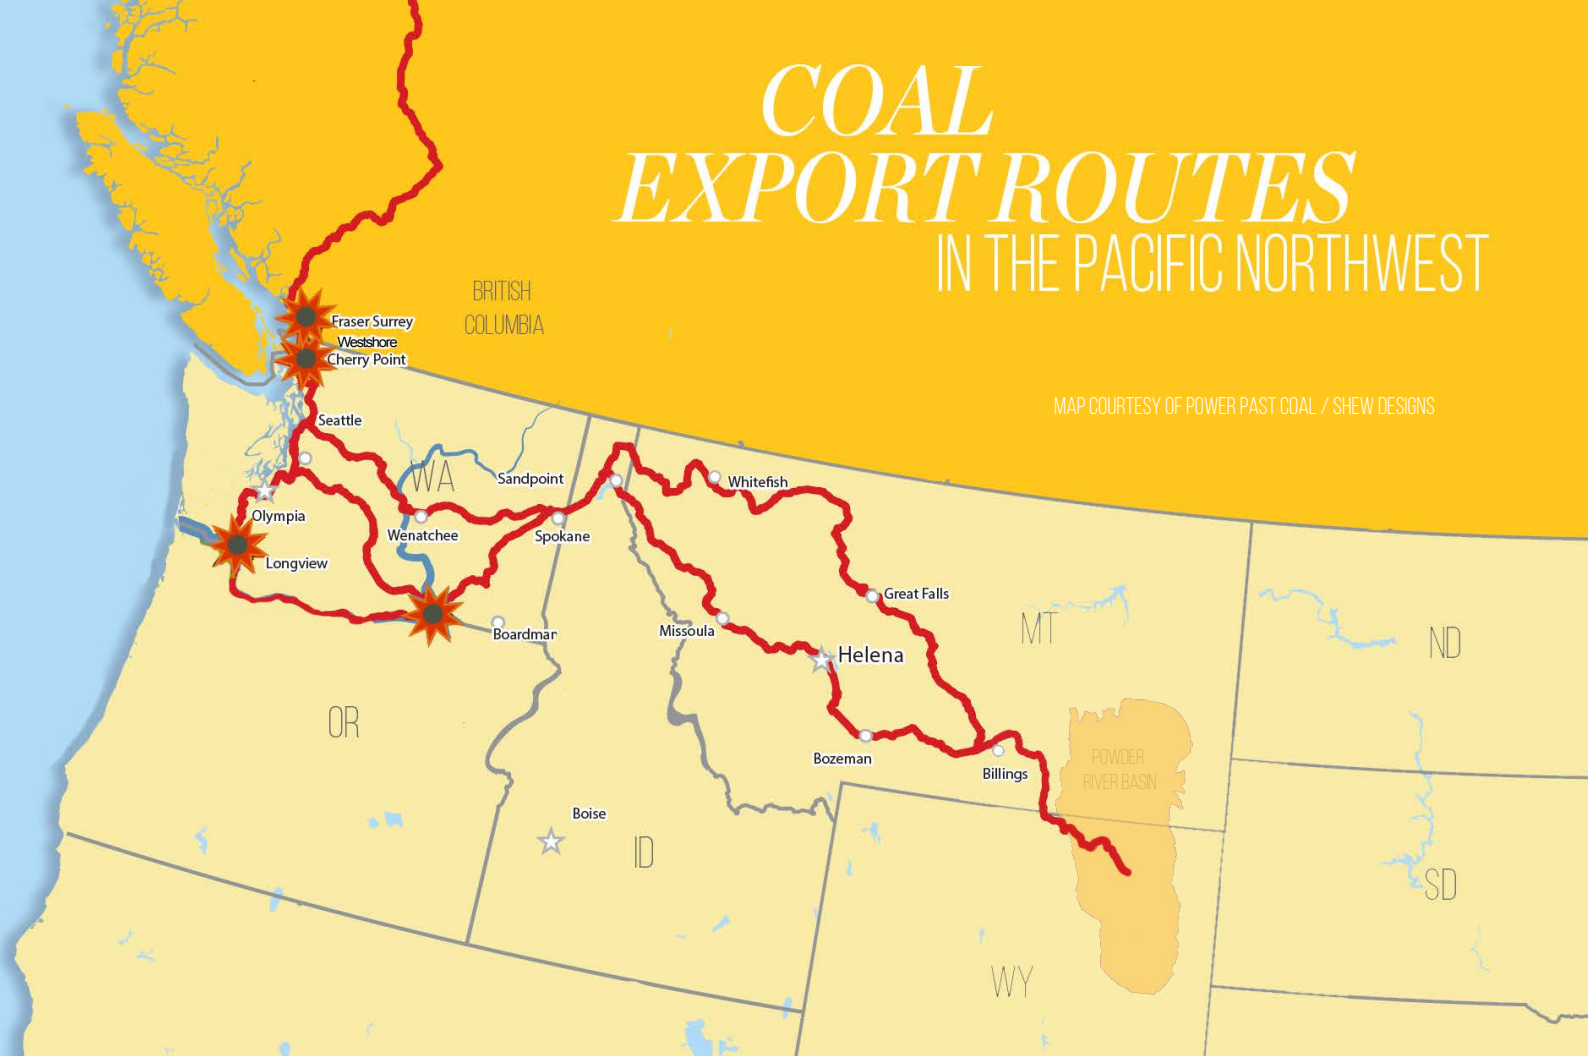 COAL
EXPORT ROUTES
IN THE PACIFIC NORTHWEST
BRITISH
COLUMBIA
Fraser Surrey
Westshore
Cherry Point
MAP COURTESY OF POWER PAST COAL / SHEW DESIGNS
Seattle
WA
Sandpoint
Whitefish
Olympia
Wenatchee
Spokane
Longview
Great Falls
Boardman
Missoula
MT
ND
Helena
OR
Bozeman
Billings
POWDER
RIVER BASIN
Boise
ID
SD
WY